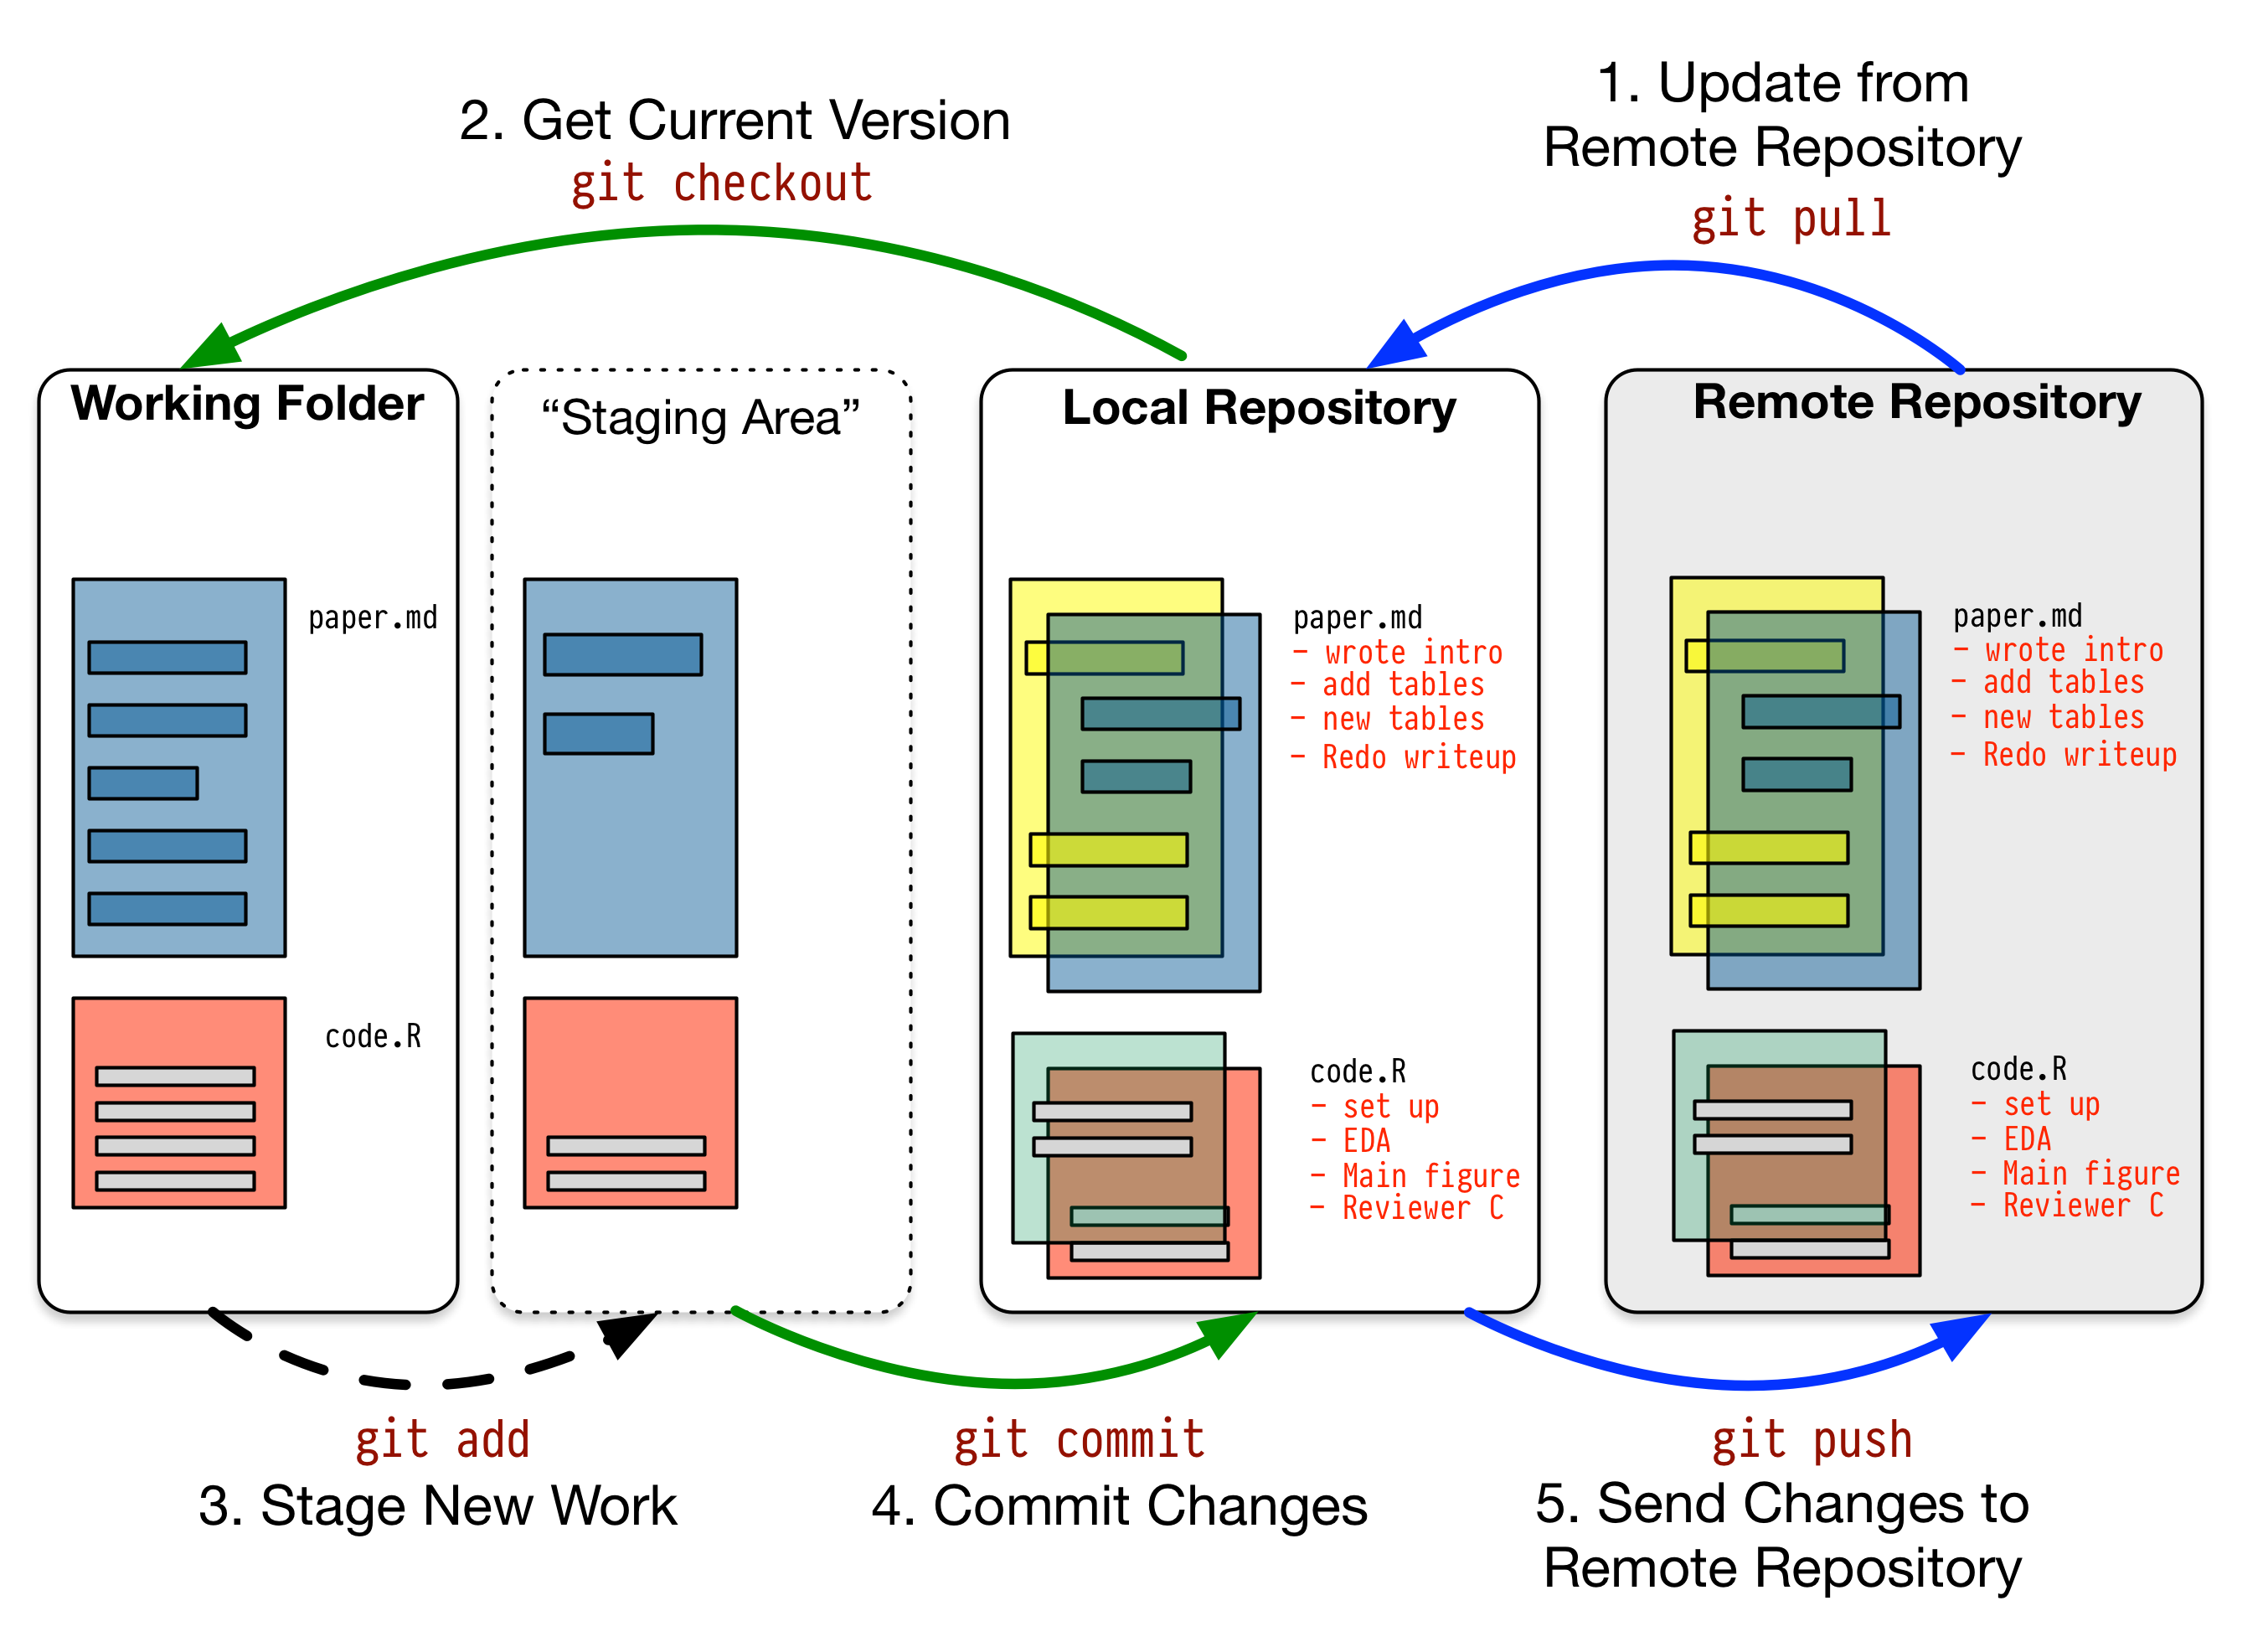 1. Update from
Remote Repository
git pull
2. Get Current Version
git checkout
Working Folder
paper.md
code.R
“Staging Area”
Local Repository
paper.md
- wrote intro
- add tables
- new tables
- Redo writeup
code.R
- set up
- EDA
- Main figure
- Reviewer C
Remote Repository
paper.md
- wrote intro
- add tables
- new tables
- Redo writeup
code.R
- set up
- EDA
- Main figure
- Reviewer C
git add
3. Stage New Work
git commit
4. Commit Changes
git push
5. Send Changes to
Remote Repository